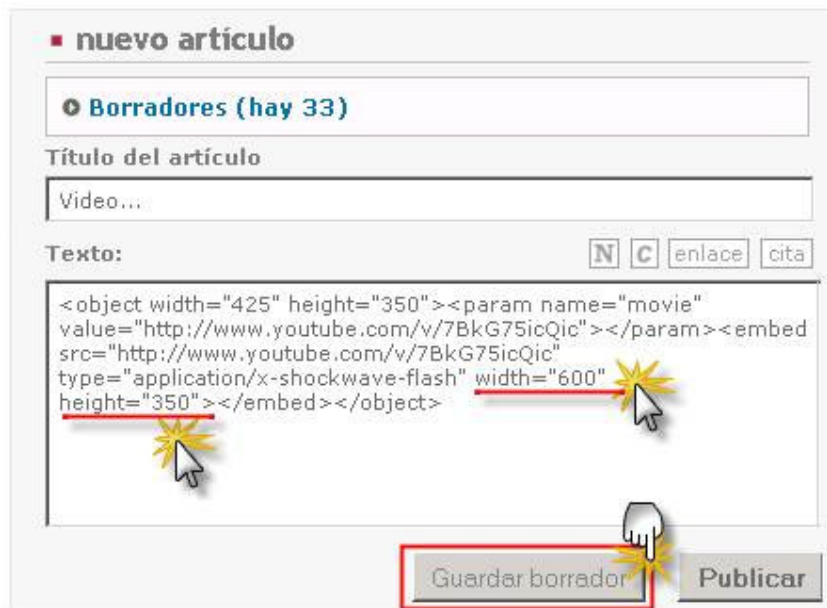 nuevo artículo
Borradores (hay 33)
Título del artículo
Video...
Texto: N C enlace cita
<object width="425" height="350"><param name="movie"
value="http://www.youtube.com/v/7BkG75icQic"></param><embed
src="http://www.youtube.com/v/7BkG75icQic"
type="application/x-shockwave-flash" width="600"
height="350"></embed></object>
Guardar borrador Publicar